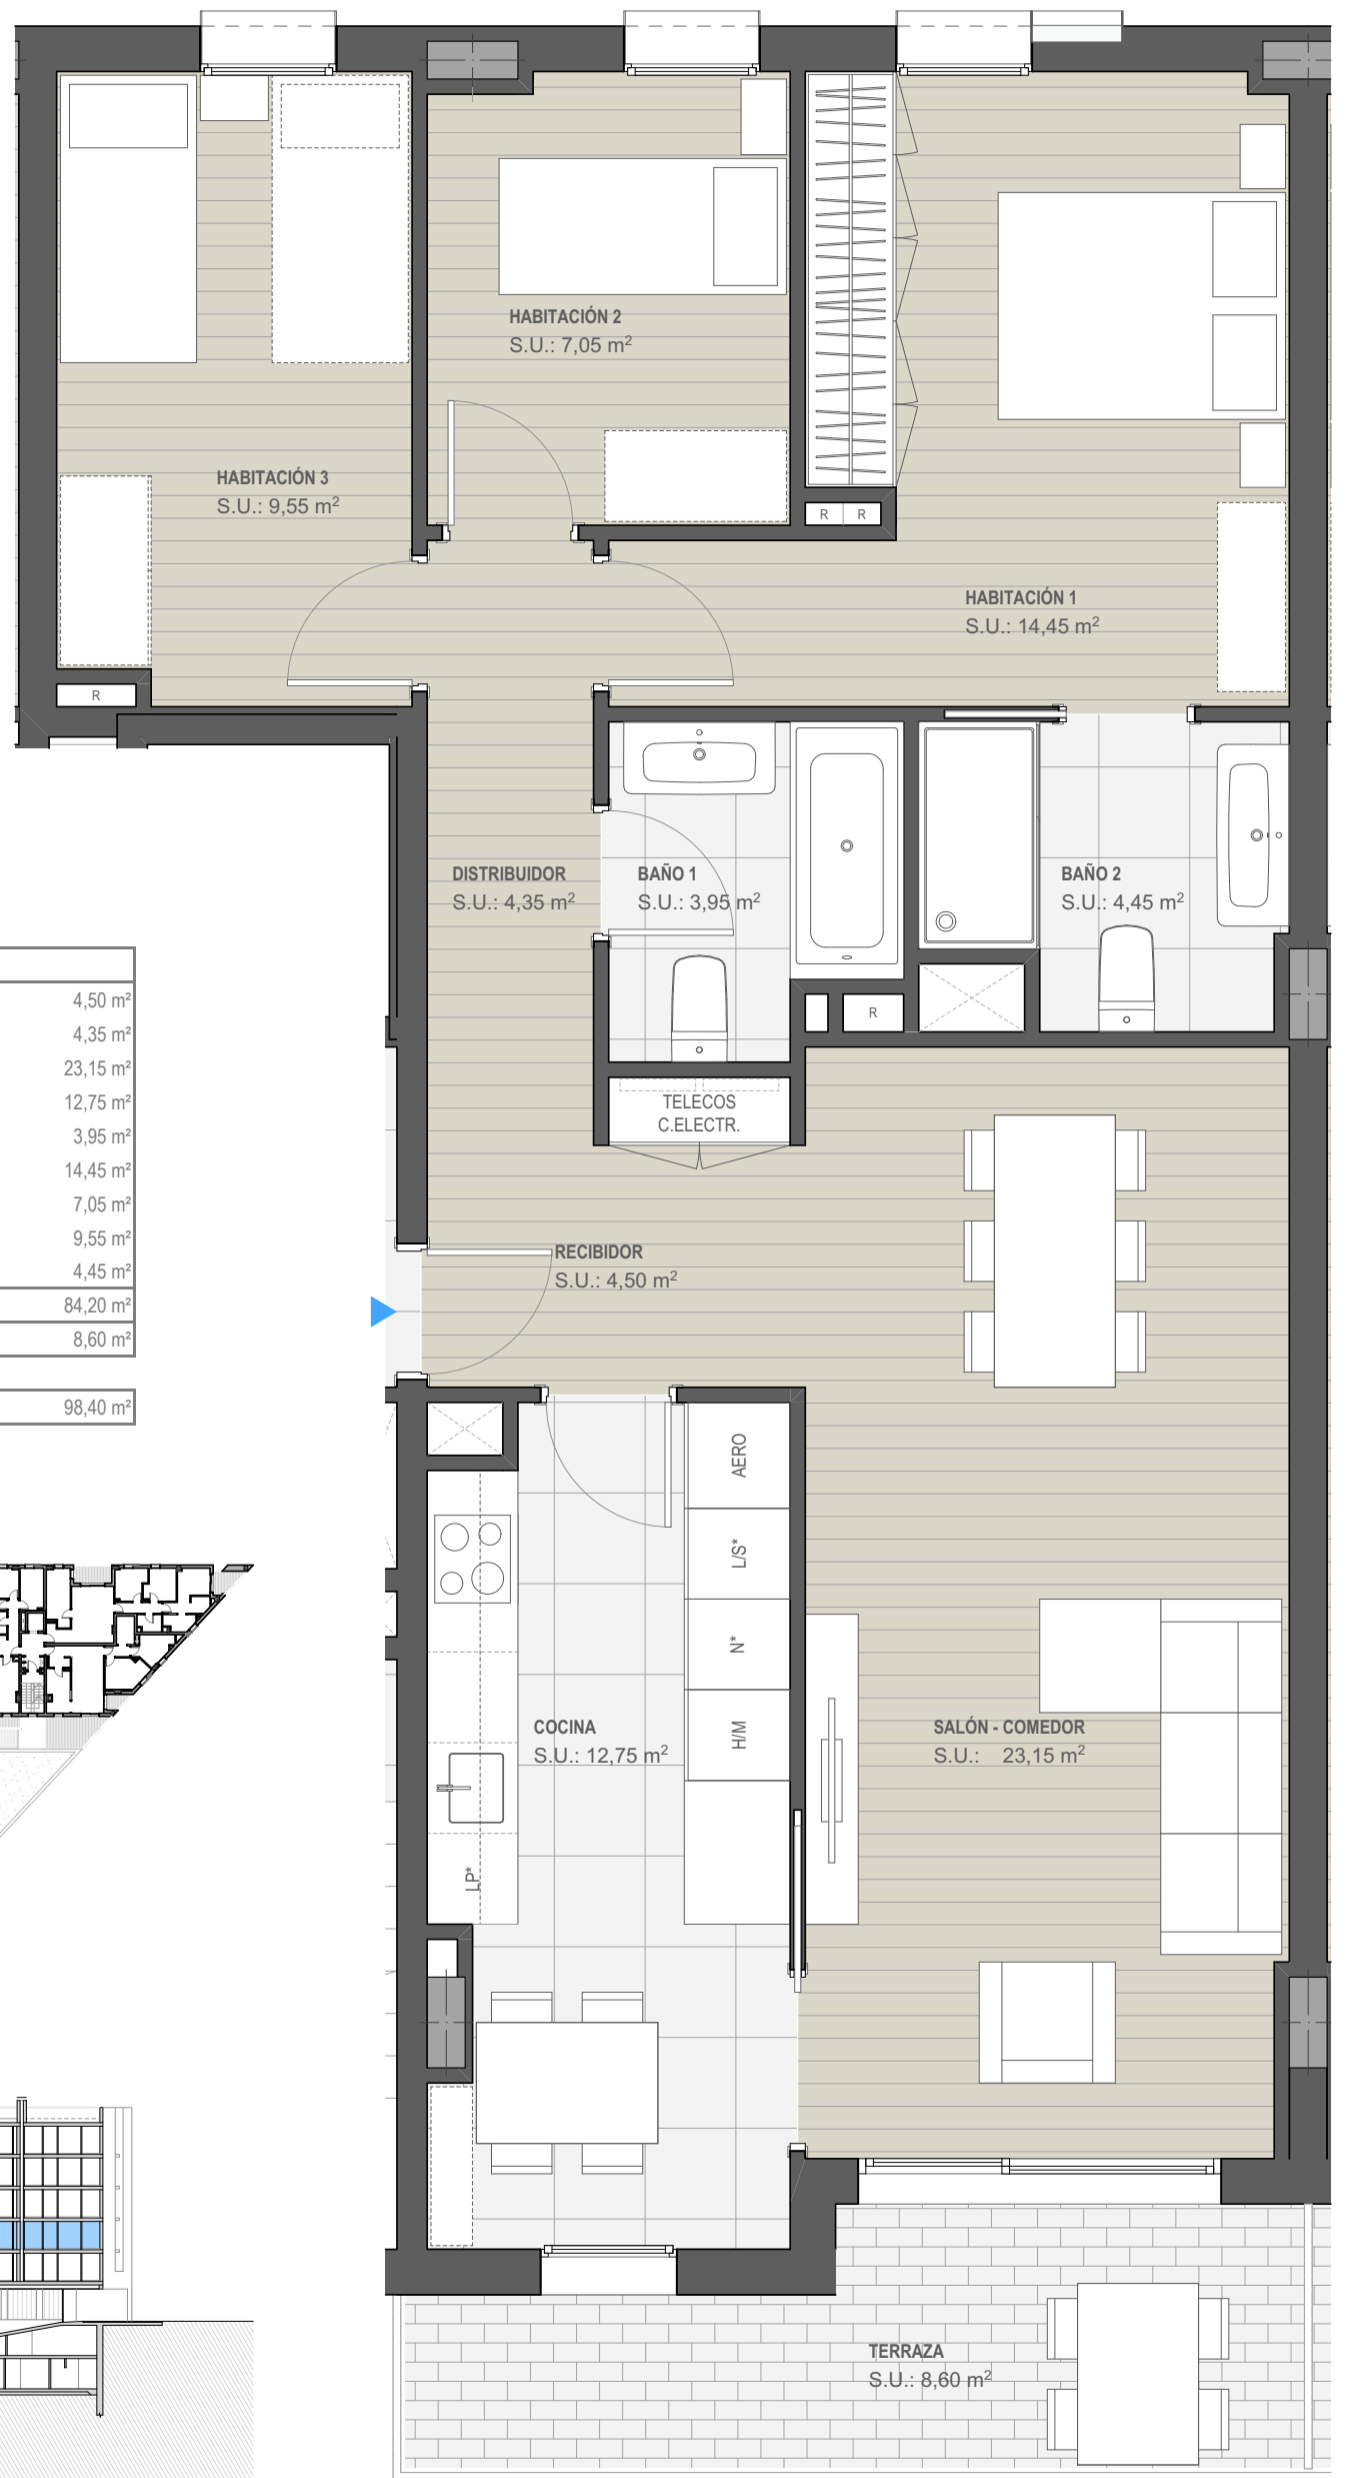 HABITACIÓN 2
S.U.: 7,05 m²
HABITACIÓN 3
S.U.: 9,55 m²
R R
HABITACIÓN 1
S.U.: 14,45 m²
R
DISTRIBUIDOR
S.U.: 4,35 m²
BAÑO 1
S.U.: 3,95 m²
BAÑO 2
S.U.: 4,45 m²
R
TELECOS
C.ELECTR.
4,50 m²
4,35 m²
23,15 m²
12,75 m²
3,95 m²
14,45 m²
7,05 m²
9,55 m²
4,45 m²
84,20 m²
8,60 m²
98,40 m²
RECIBIDOR
S.U.: 4,50 m²
AERO
L/S*
N*
H/M
COCINA
S.U.: 12,75 m²
SALÓN - COMEDOR
S.U.: 23,15 m²
LP*
TERRAZA
S.U.: 8,60 m²